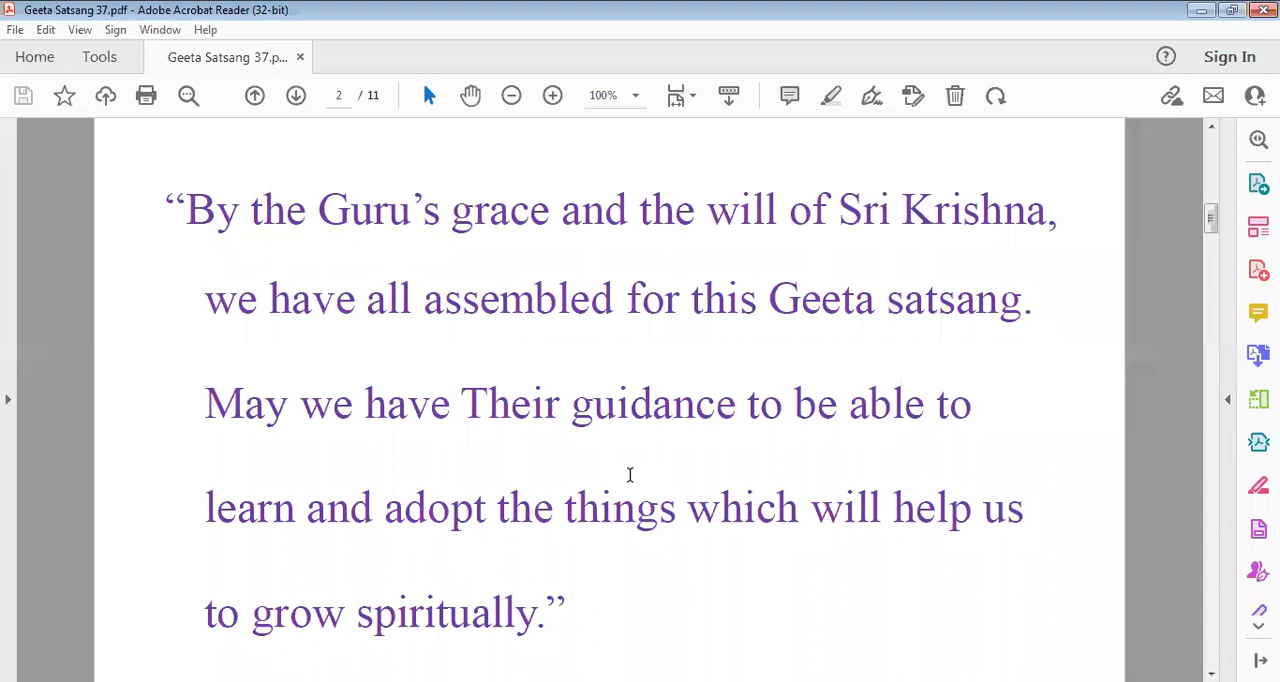 Geeta Satsang 37.pdf - Adobe Acrobat Reader (32-bit)
File Edit View Sign Window Help
Home Tools Geeta Satsang 37.p... × Sign In
2 / 11 100%
“By the Guru’s grace and the will of Sri Krishna,
we have all assembled for this Geeta satsang.
May we have Their guidance to be able to
learn and adopt the things which will help us
to grow spiritually.”